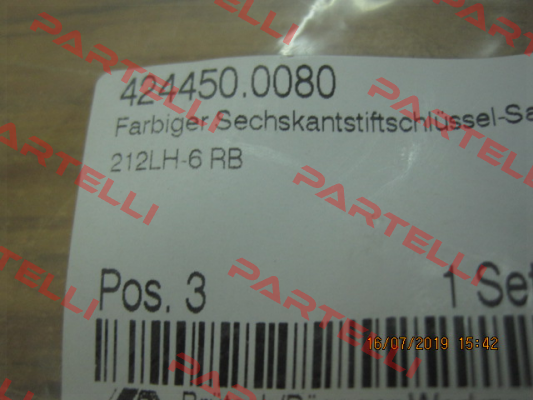 424450.0080
Farbiger Sechskantstiftschlüssel-Sa
212LH-6 RB
Pos. 3 1 Set
16/07/2019 15:42
PARTELLI
PARTELLI
PARTELLI
PARTELLI
PARTELLI